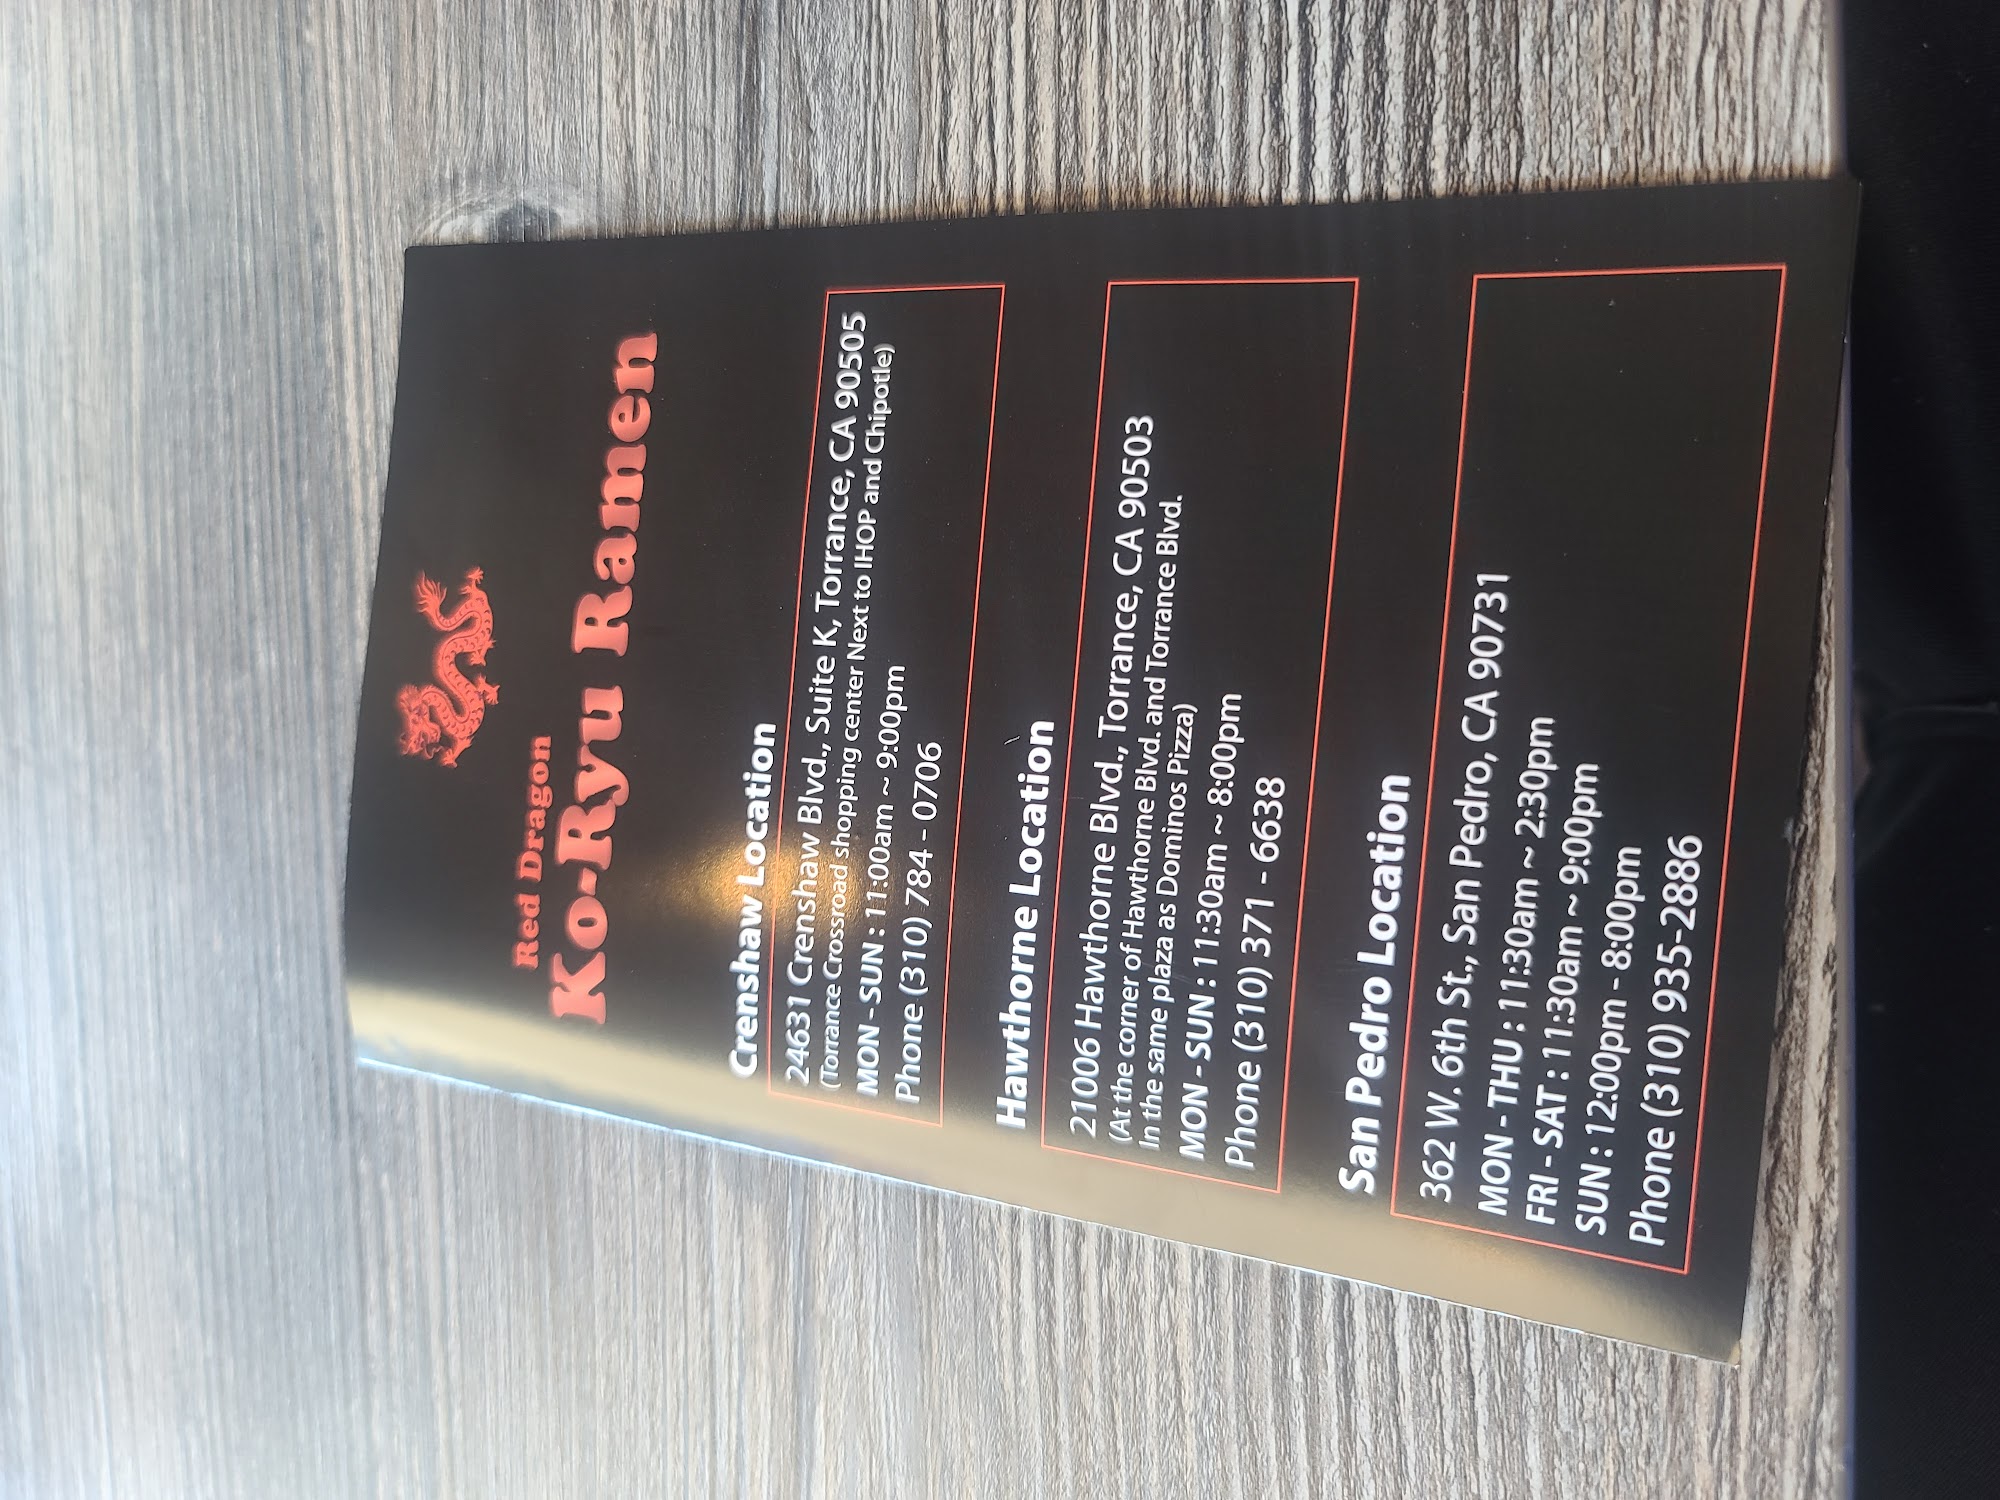 Red Dragon
Ko-Ryu Ramen
Crenshaw Location
24631 Crenshaw Blvd., Suite K, Torrance, CA 90505
(Torrance Crossroad shopping center Next to IHOP and Chipotle)
MON - SUN : 11:00am ~ 9:00pm
Phone (310) 784 - 0706
Hawthorne Location
21006 Hawthorne Blvd., Torrance, CA 90503
(At the corner of Hawthorne Blvd. and Torrance Blvd.
In the same plaza as Dominos Pizza)
MON - SUN : 11:30am ~ 8:00pm
Phone (310) 371 - 6638
San Pedro Location
362 W. 6th St., San Pedro, CA 90731
MON - THU : 11:30am ~ 2:30pm
FRI - SAT : 11:30am ~ 9:00pm
SUN : 12:00pm - 8:00pm
Phone (310) 935-2886